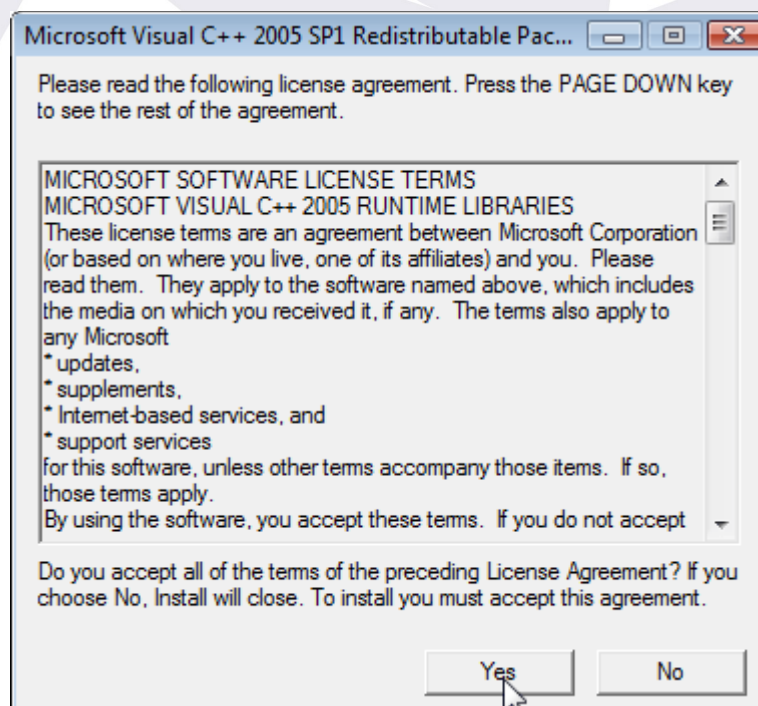 Microsoft Visual C++ 2005 SP1 Redistributable Pac...
Please read the following license agreement. Press the PAGE DOWN key
to see the rest of the agreement.
MICROSOFT SOFTWARE LICENSE TERMS
MICROSOFT VISUAL C++ 2005 RUNTIME LIBRARIES
These license terms are an agreement between Microsoft Corporation
(or based on where you live, one of its affiliates) and you.  Please
read them.  They apply to the software named above, which includes
the media on which you received it, if any.  The terms also apply to
any Microsoft
* updates,
* supplements,
* Internet-based services, and
* support services
for this software, unless other terms accompany those items.  If so,
those terms apply.
By using the software, you accept these terms.  If you do not accept
Do you accept all of the terms of the preceding License Agreement? If you
choose No, Install will close. To install you must accept this agreement.
Yes No